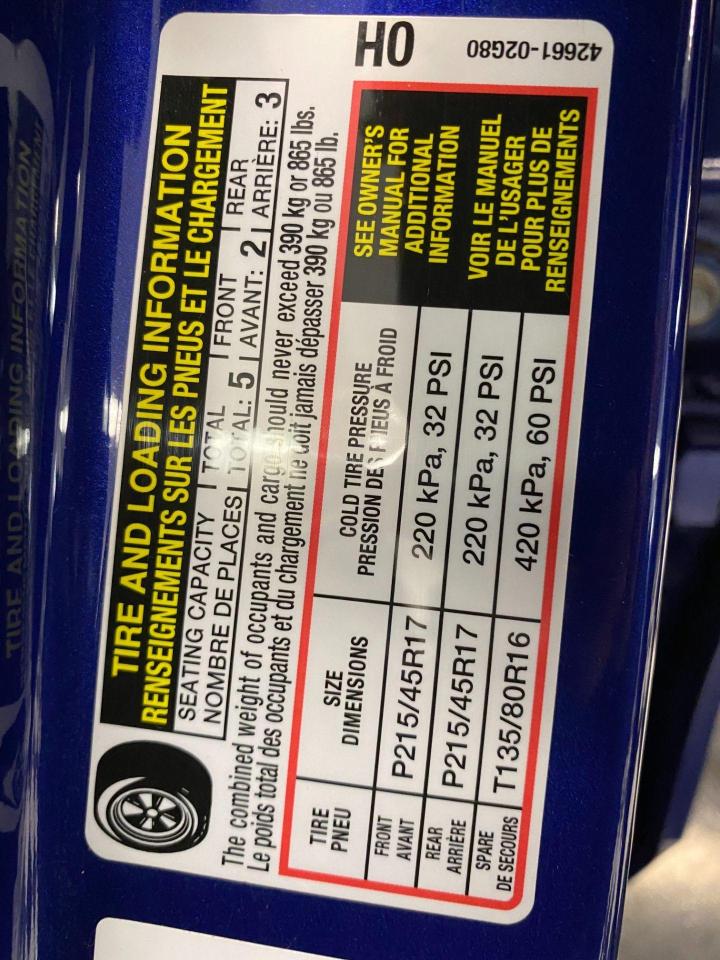 TIRE AND LOADING INFORMATION
RENSEIGNEMENTS SUR LES PNEUS ET LE CHARGEMENT
SEATING CAPACITY | TOTAL | FRONT | REAR
NOMBRE DE PLACES | TOTAL: 5 | AVANT: 2 | ARRIÈRE: 3
The combined weight of occupants and cargo should never exceed 390 kg or 865 lbs.
Le poids total des occupants et du chargement ne doit jamais dépasser 390 kg ou 865 lb.
TIRE
PNEU
SIZE
DIMENSIONS
COLD TIRE PRESSURE
PRESSION DES PNEUS À FROID
FRONT
AVANT
P215/45R17
220 kPa, 32 PSI
REAR
ARRIÈRE
P215/45R17
220 kPa, 32 PSI
SPARE
DE SECOURS
T135/80R16
420 kPa, 60 PSI
SEE OWNER'S
MANUAL FOR
ADDITIONAL
INFORMATION
VOIR LE MANUEL
DE L'USAGER
POUR PLUS DE
RENSEIGNEMENTS
OH
42661-02G80
TIRE AND LOADING INFORMATION